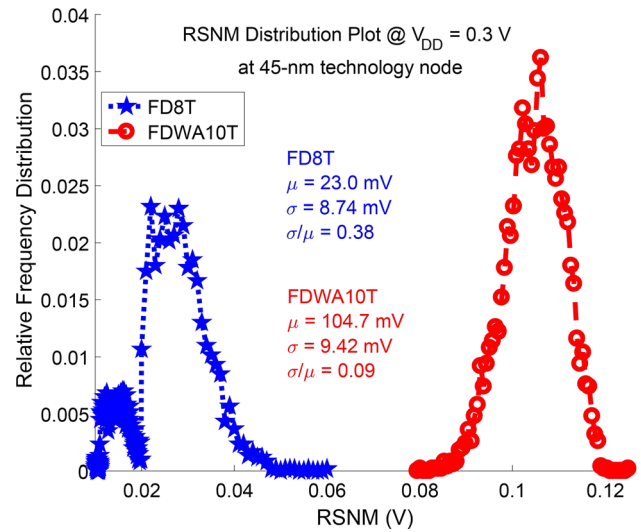 RSNM Distribution Plot @ V_DD = 0.3 V
at 45-nm technology node
FD8T
FDWA10T
FD8T
μ = 23.0 mV
σ = 8.74 mV
σ/μ = 0.38
FDWA10T
μ = 104.7 mV
σ = 9.42 mV
σ/μ = 0.09
Relative Frequency Distribution
0.04
0.035
0.03
0.025
0.02
0.015
0.01
0.005
0
0.02
0.04
0.06
0.08
0.1
0.12
RSNM (V)